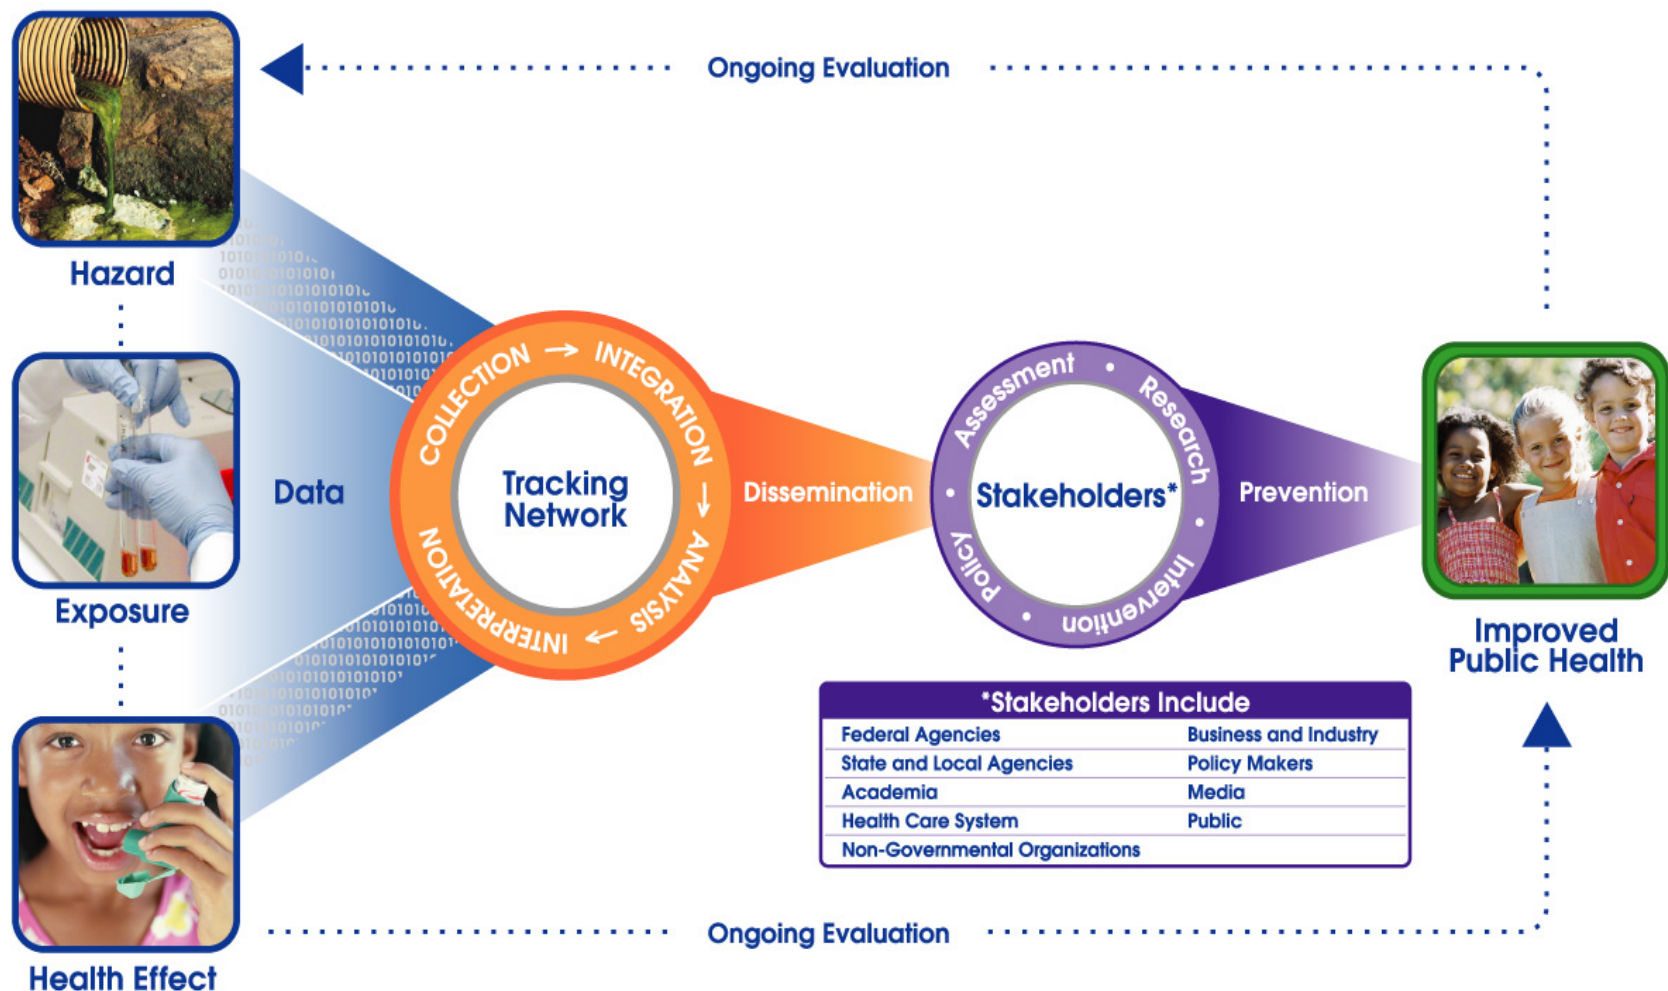 Ongoing Evaluation
Hazard
Exposure
Health Effect
Data
COLLECTION → INTEGRATION → ANALYSIS → INTERPRETATION
Tracking
Network
Dissemination
Assessment • Research • Intervention • Policy •
Stakeholders*
Prevention
Improved
Public Health
*Stakeholders Include
Federal Agencies
Business and Industry
State and Local Agencies
Policy Makers
Academia
Media
Health Care System
Public
Non-Governmental Organizations
Ongoing Evaluation